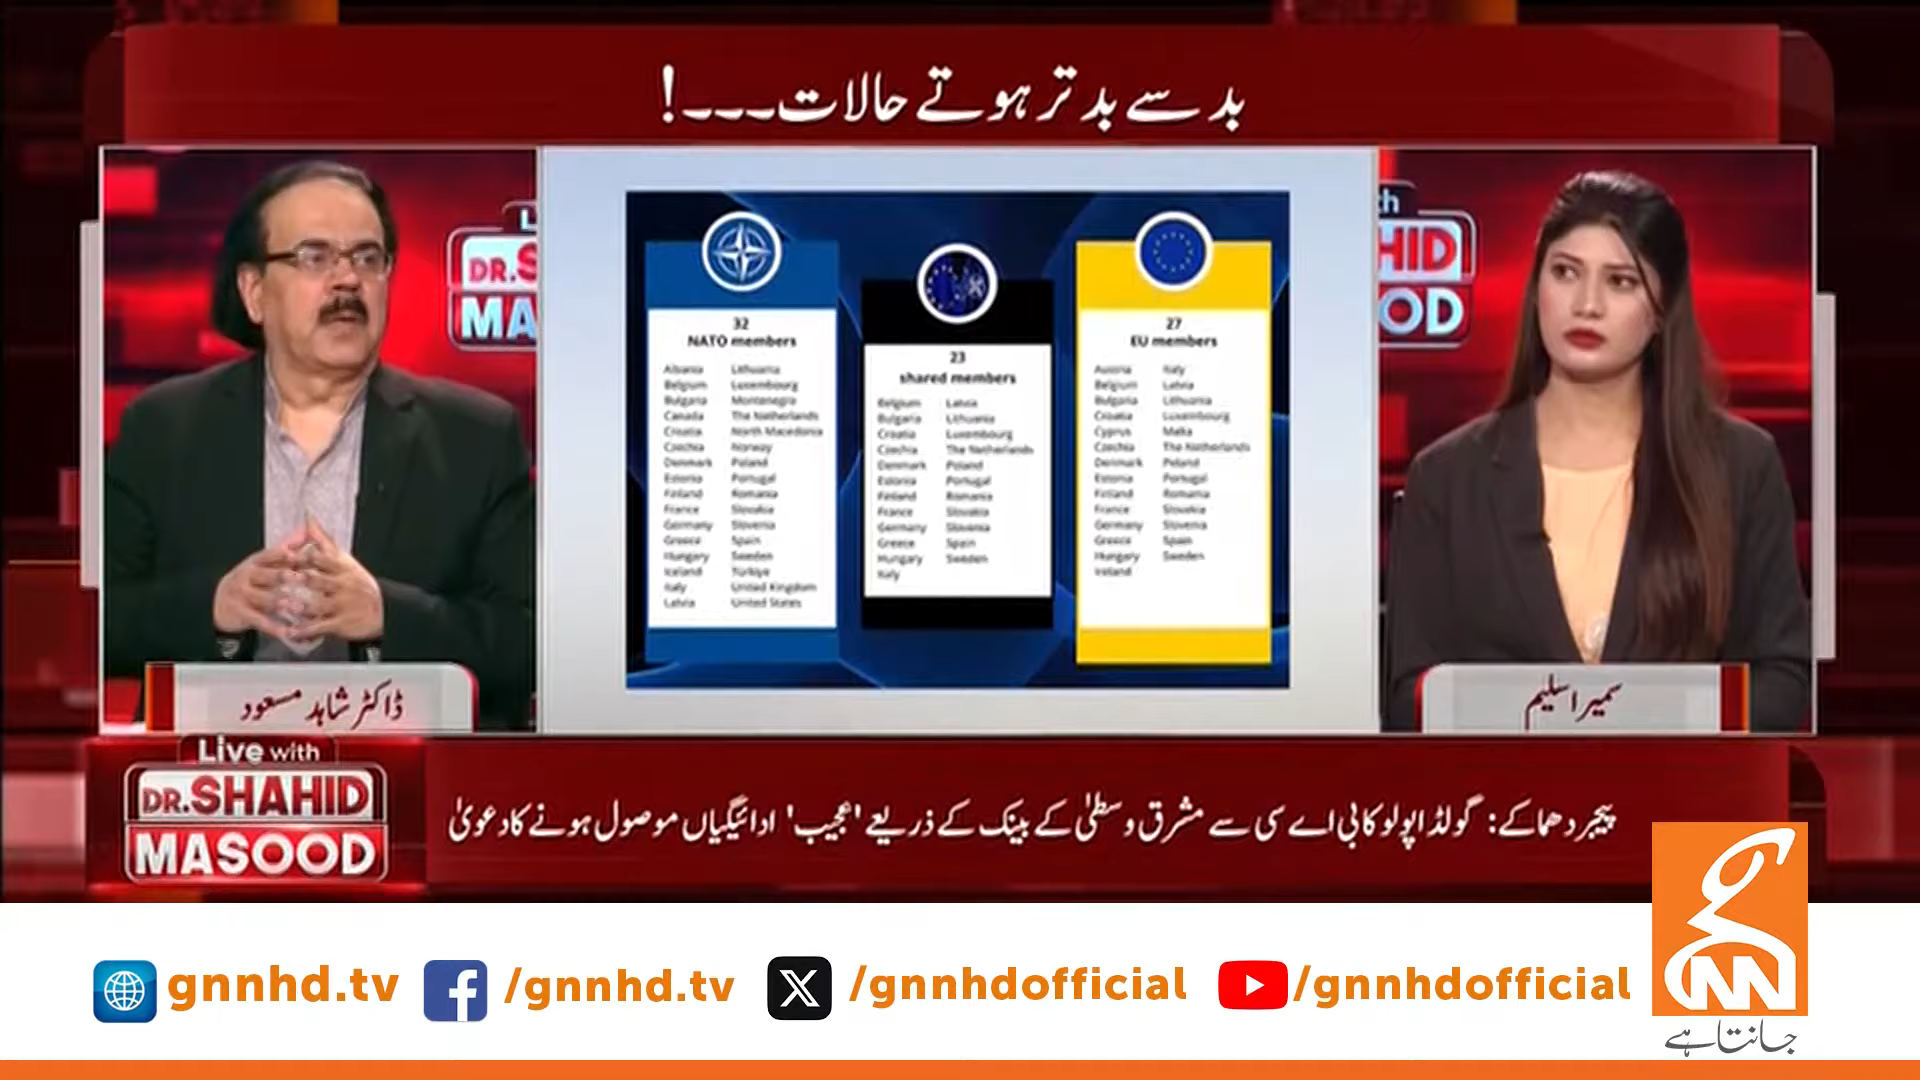 بد سے بدتر ہوتے حالات۔۔۔!
DR.S
MA
32
NATO members
Albania Lithuania
Belgium Luxembourg
Bulgaria Montenegro
Canada The Netherlands
Croatia North Macedonia
Czechia Norway
Denmark Poland
Estonia Portugal
Finland Romania
France Slovakia
Germany Slovenia
Greece Spain
Hungary Sweden
Iceland Türkiye
Italy United Kingdom
Latvia United States
23
shared members
Belgium Latvia
Bulgaria Lithuania
Croatia Luxembourg
Czechia The Netherlands
Denmark Poland
Estonia Portugal
Finland Romania
France Slovakia
Germany Slovenia
Greece Spain
Hungary Sweden
Italy
27
EU members
Austria Italy
Belgium Latvia
Bulgaria Lithuania
Croatia Luxembourg
Cyprus Malta
Czechia The Netherlands
Denmark Poland
Estonia Portugal
Finland Romania
France Slovakia
Germany Slovenia
Greece Spain
Hungary Sweden
Ireland
th
HID
OD
ڈاکٹر شاہد مسعود
سمیرا سلیم
Live with
DR.SHAHID
MASOOD
پیجر دھماکے: گولڈ اپولو کا بی اے سی سے مشرق وسطیٰ کے بینک کے ذریعے 'عجیب' ادائیگیاں موصول ہونے کا دعویٰ
gnnhd.tv /gnnhd.tv /gnnhdofficial /gnnhdofficial
GNN
جانتا ہے